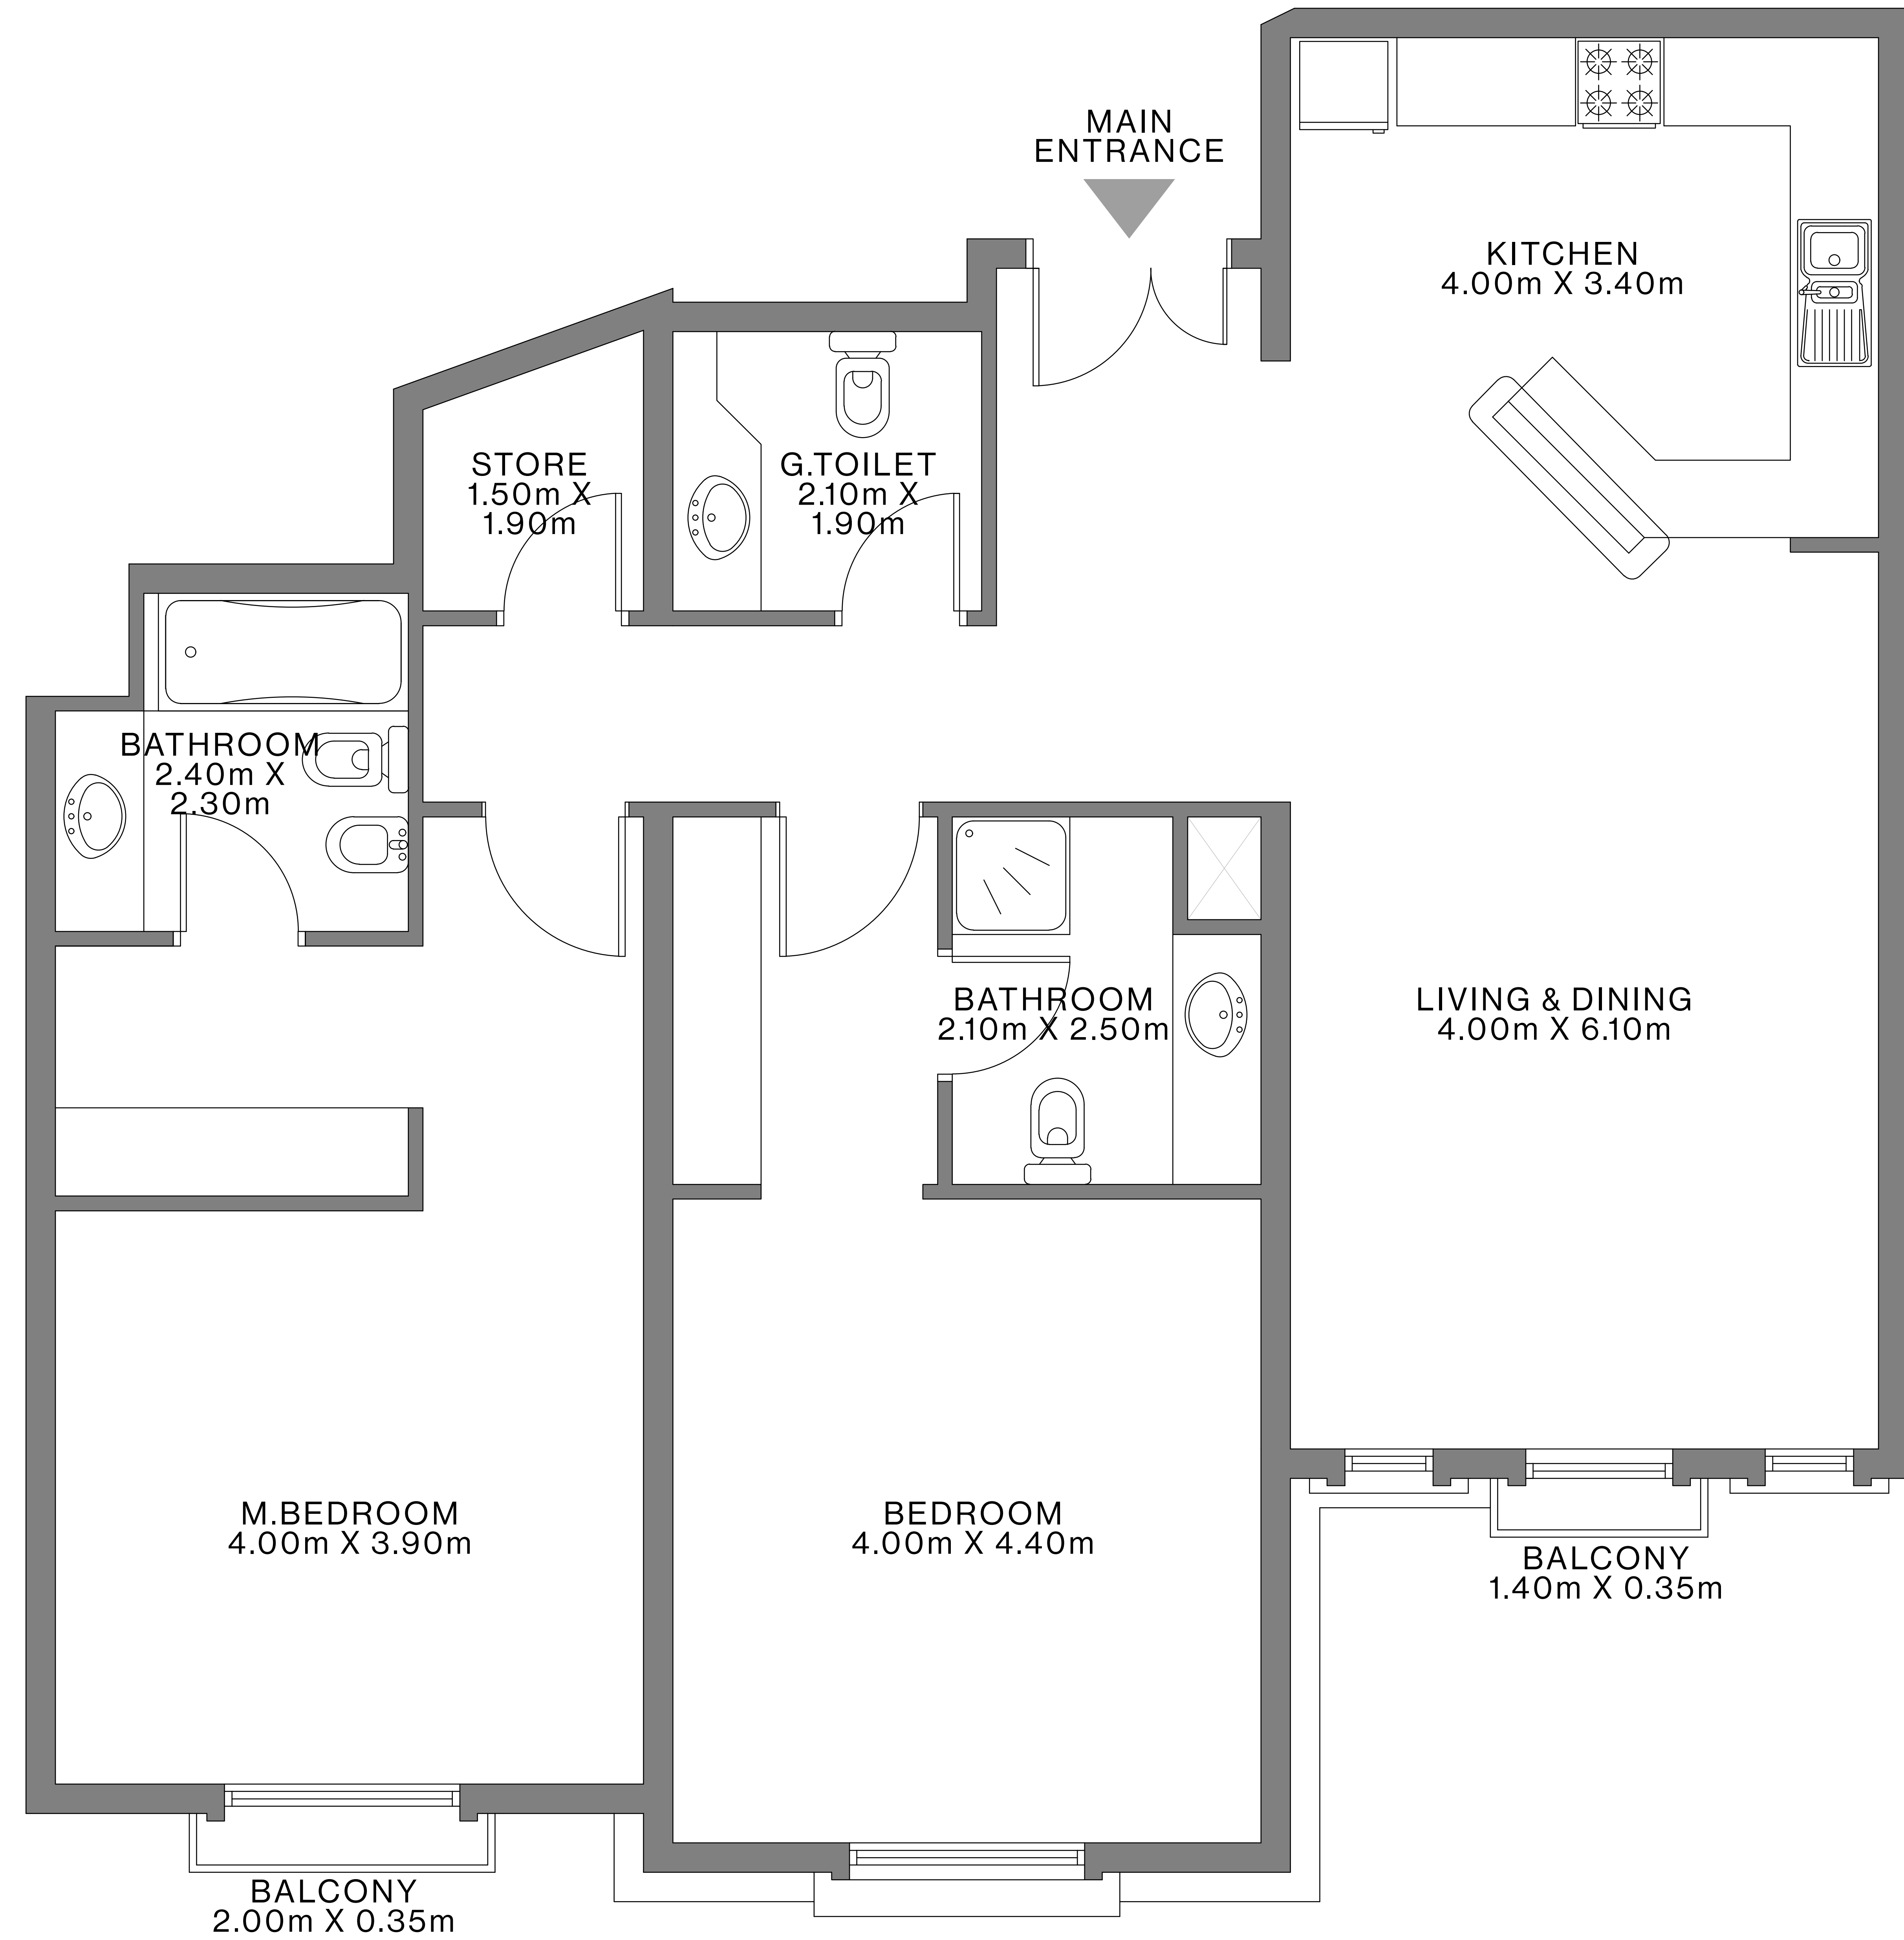 MAIN
ENTRANCE
KITCHEN
4.00m X 3.40m
STORE
1.50m X
1.90m
G.TOILET
2.10m X
1.90m
BATHROOM
2.40m X
2.30m
BATHROOM
2.10m X 2.50m
LIVING & DINING
4.00m X 6.10m
M.BEDROOM
4.00m X 3.90m
BEDROOM
4.00m X 4.40m
BALCONY
1.40m X 0.35m
BALCONY
2.00m X 0.35m